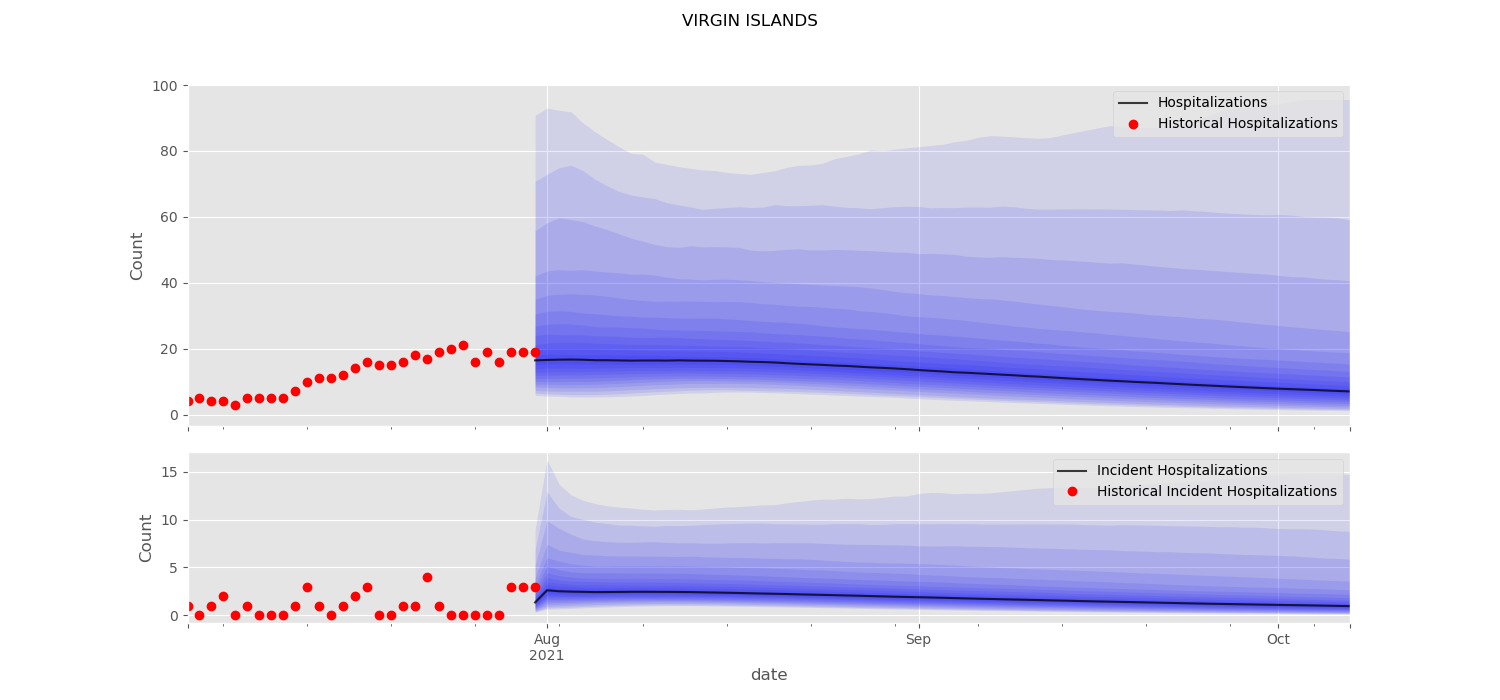 VIRGIN ISLANDS
100
80
60
40
20
0
Count
Hospitalizations
Historical Hospitalizations
15
10
5
0
Count
Incident Hospitalizations
Historical Incident Hospitalizations
Aug
2021
Sep
Oct
date